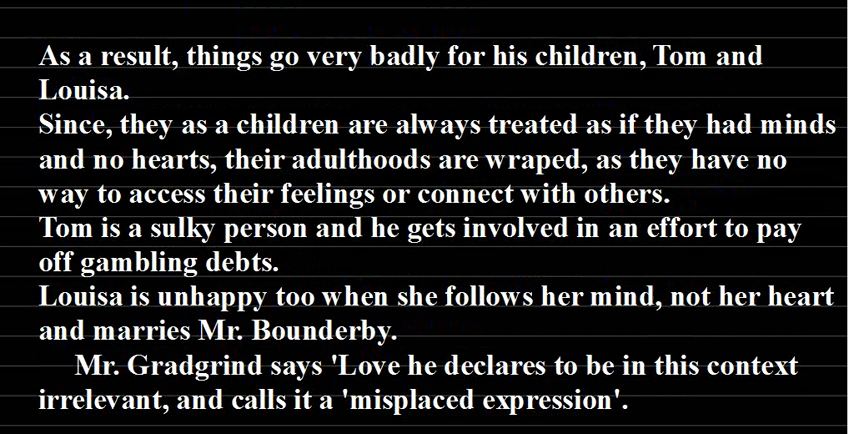 As a result, things go very badly for his children, Tom and
Louisa.
Since, they as a children are always treated as if they had minds
and no hearts, their adulthoods are wraped, as they have no
way to access their feelings or connect with others.
Tom is a sulky person and he gets involved in an effort to pay
off gambling debts.
Louisa is unhappy too when she follows her mind, not her heart
and marries Mr. Bounderby.
Mr. Gradgrind says 'Love he declares to be in this context
irrelevant, and calls it a 'misplaced expression'.